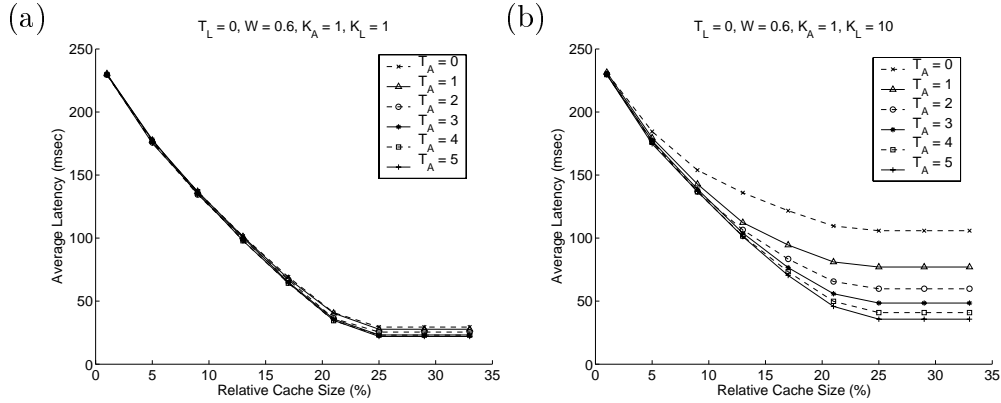 (a)
T_L = 0, W = 0.6, K_A = 1, K_L = 1
250
200
150
100
50
0
Average Latency (msec)
T_A = 0
T_A = 1
T_A = 2
T_A = 3
T_A = 4
T_A = 5
0 5 10 15 20 25 30 35
Relative Cache Size (%)
(b)
T_L = 0, W = 0.6, K_A = 1, K_L = 10
250
200
150
100
50
0
Average Latency (msec)
T_A = 0
T_A = 1
T_A = 2
T_A = 3
T_A = 4
T_A = 5
0 5 10 15 20 25 30 35
Relative Cache Size (%)